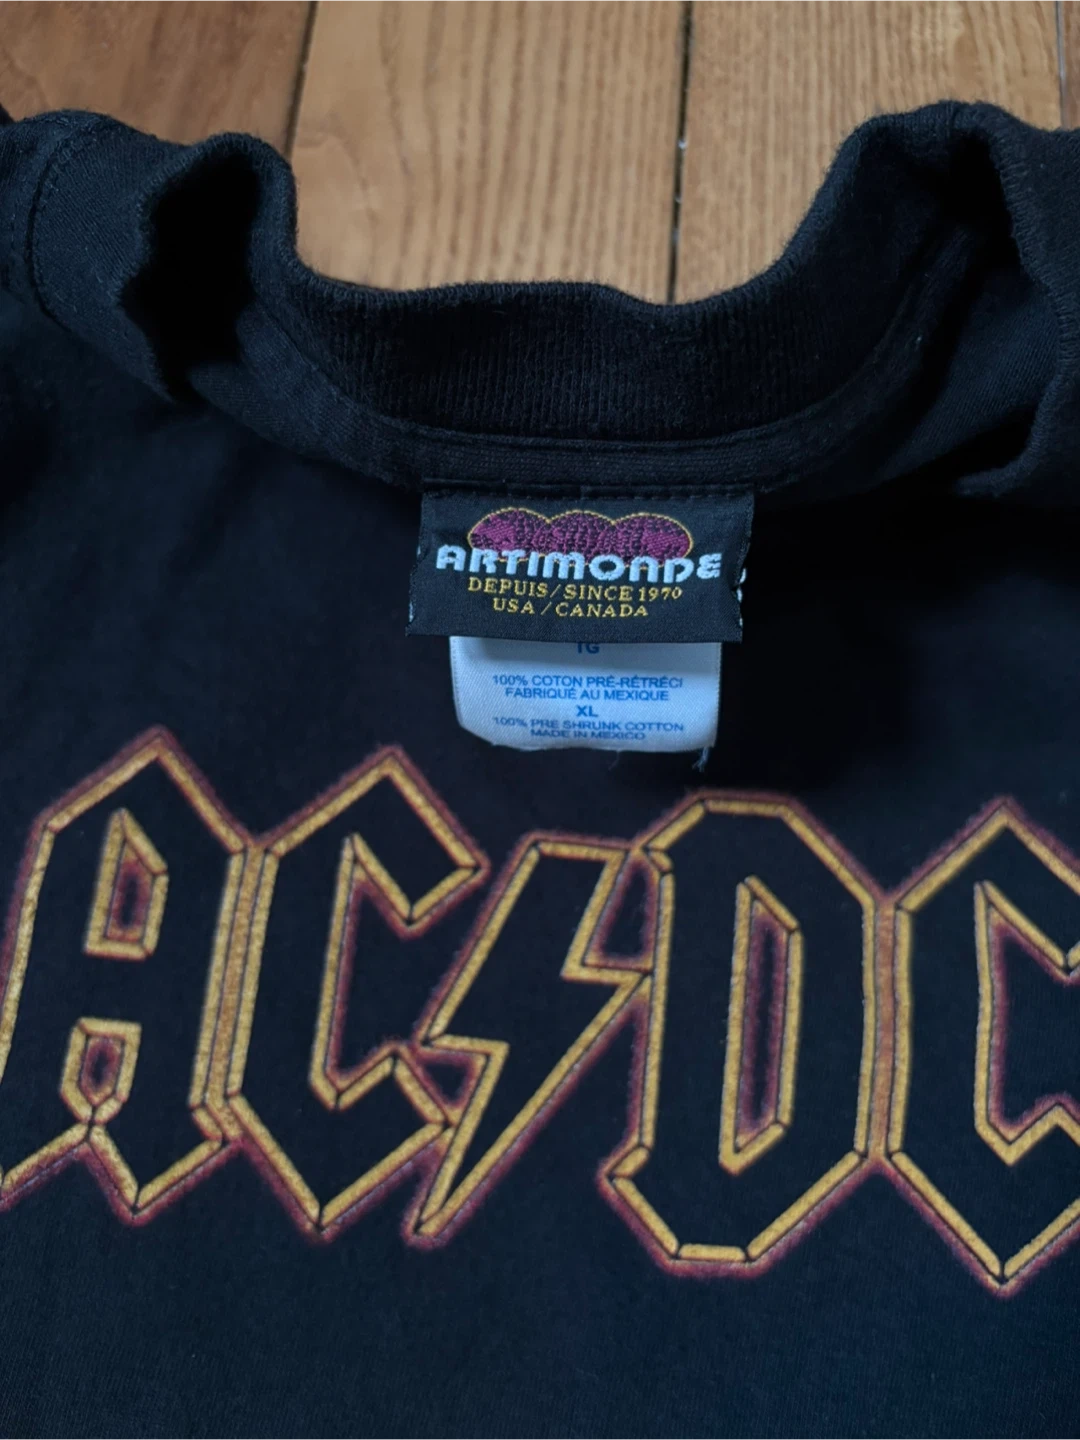 ARTIMONDE
DEPUIS/SINCE 1970
USA/CANADA
TG
100% COTON PRÉ-RÉTRÉCI
FABRIQUÉ AU MEXIQUE
XL
100% PRE SHRUNK COTTON
MADE IN MEXICO
AC⚡DC